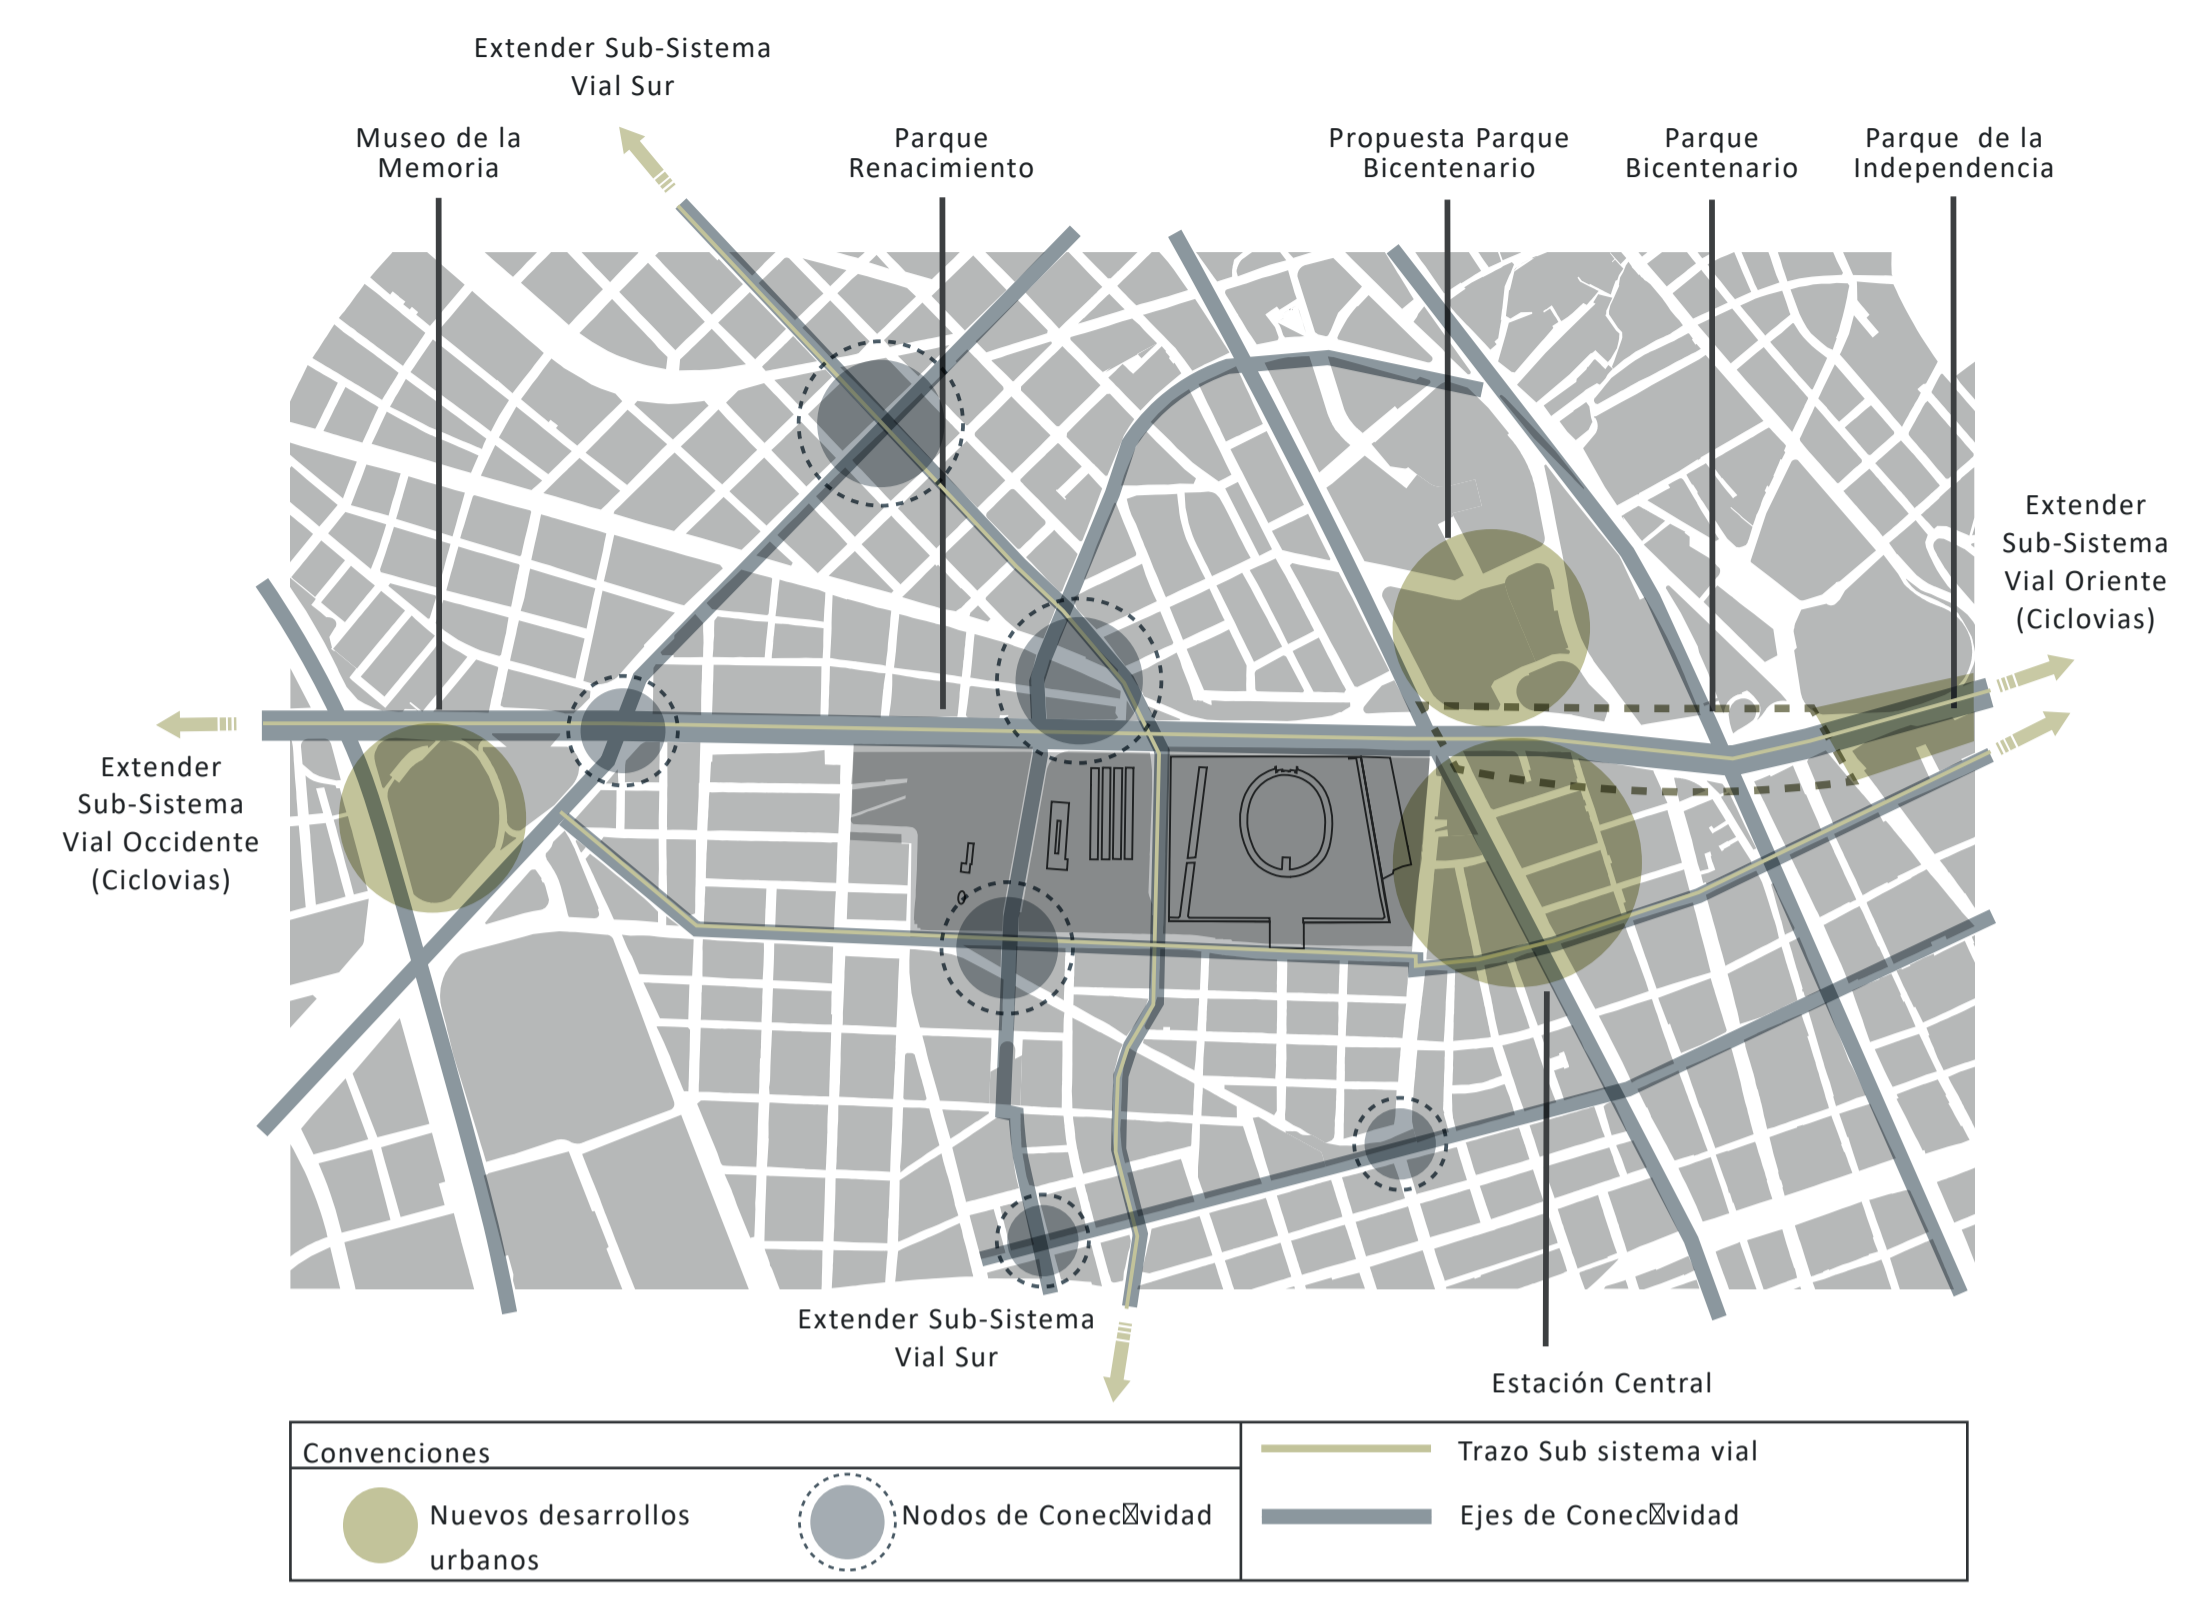 Extender Sub-Sistema
Vial Sur
Museo de la
Memoria
Parque
Renacimiento
Propuesta Parque
Bicentenario
Parque
Bicentenario
Parque de la
Independencia
Extender
Sub-Sistema
Vial Oriente
(Ciclovias)
Extender
Sub-Sistema
Vial Occidente
(Ciclovias)
Extender Sub-Sistema
Vial Sur
Estación Central
Convenciones
Nuevos desarrollos
urbanos
Nodos de Conec☒vidad
Trazo Sub sistema vial
Ejes de Conec☒vidad